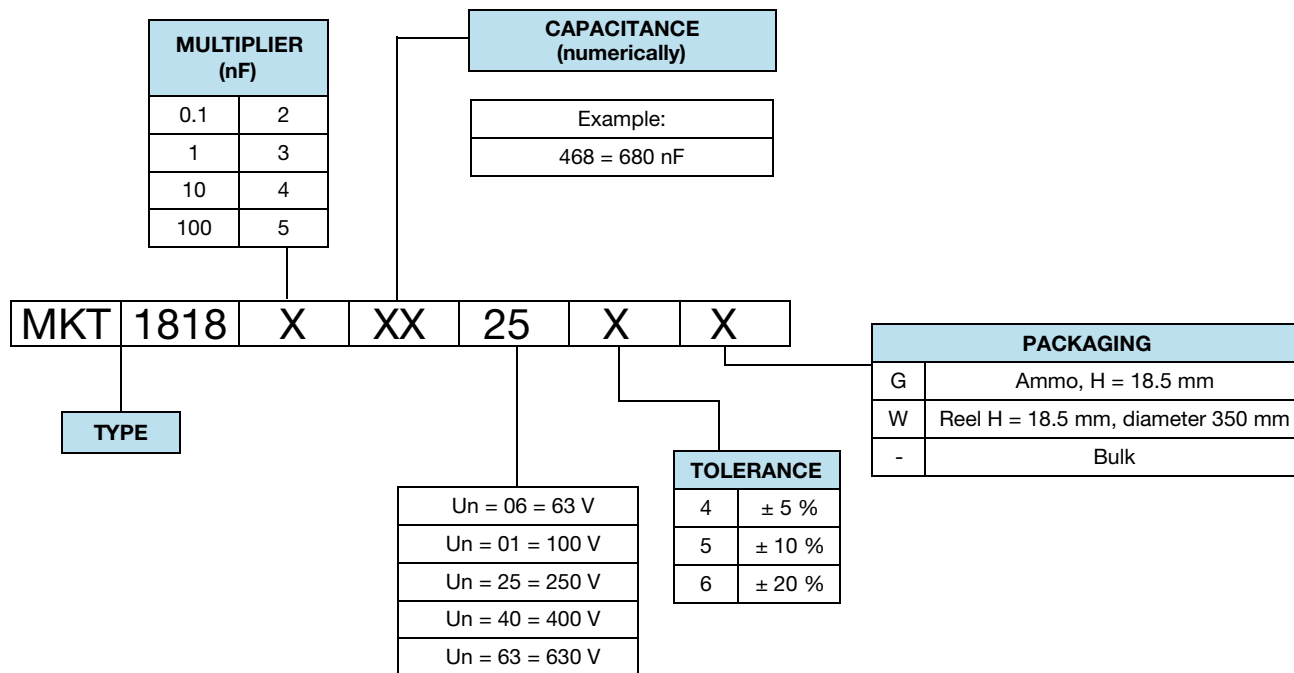 MULTIPLIER
(nF)
0.1 2
1 3
10 4
100 5
CAPACITANCE
(numerically)
Example:
468 = 680 nF
MKT 1818 X XX 25 X X
TYPE
Un = 06 = 63 V
Un = 01 = 100 V
Un = 25 = 250 V
Un = 40 = 400 V
Un = 63 = 630 V
TOLERANCE
4 ± 5 %
5 ± 10 %
6 ± 20 %
PACKAGING
G Ammo, H = 18.5 mm
W Reel H = 18.5 mm, diameter 350 mm
- Bulk